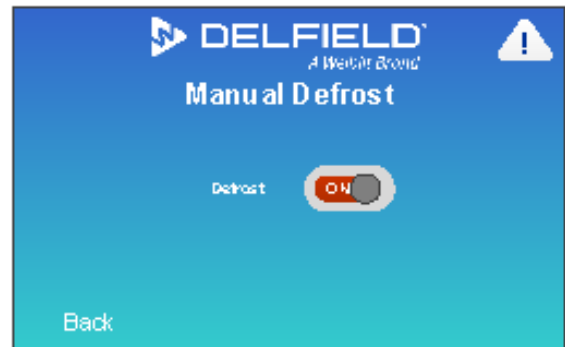 DELFIELD
A Welbilt Brand
Manual Defrost
Defrost ON
Back